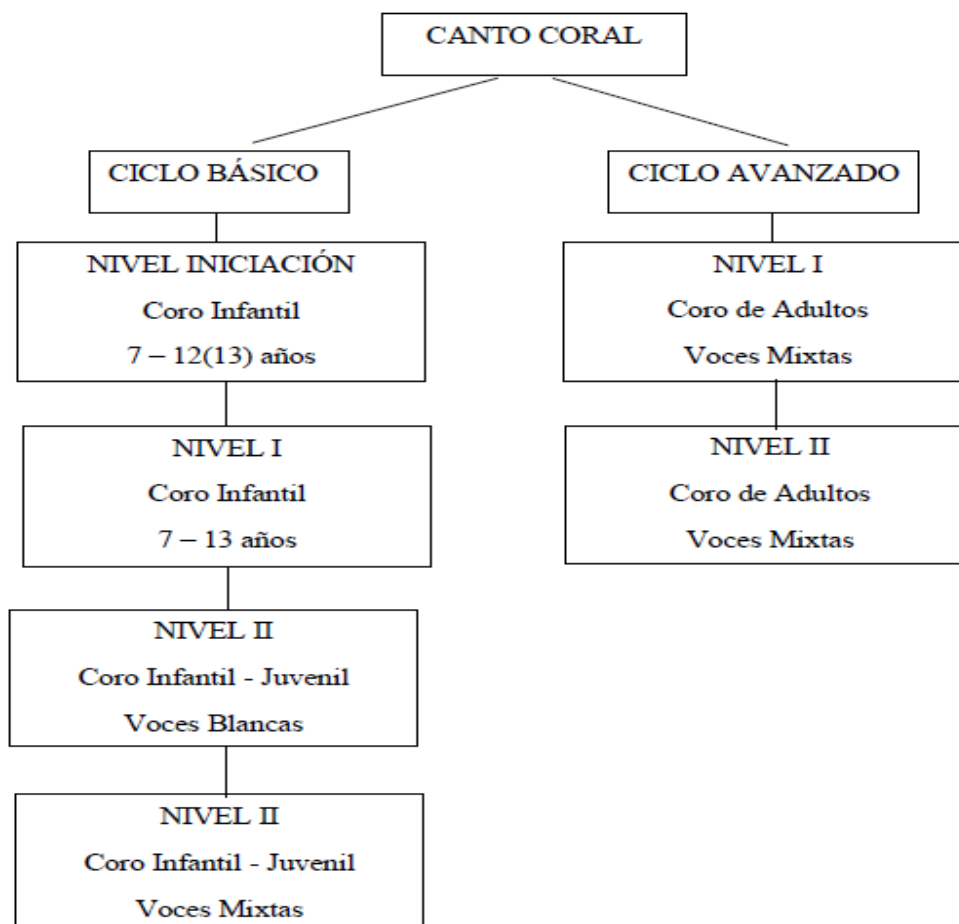 CANTO CORAL
CICLO BÁSICO
NIVEL INICIACIÓN
Coro Infantil
7 – 12(13) años
NIVEL I
Coro Infantil
7 – 13 años
NIVEL II
Coro Infantil - Juvenil
Voces Blancas
NIVEL II
Coro Infantil - Juvenil
Voces Mixtas
CICLO AVANZADO
NIVEL I
Coro de Adultos
Voces Mixtas
NIVEL II
Coro de Adultos
Voces Mixtas